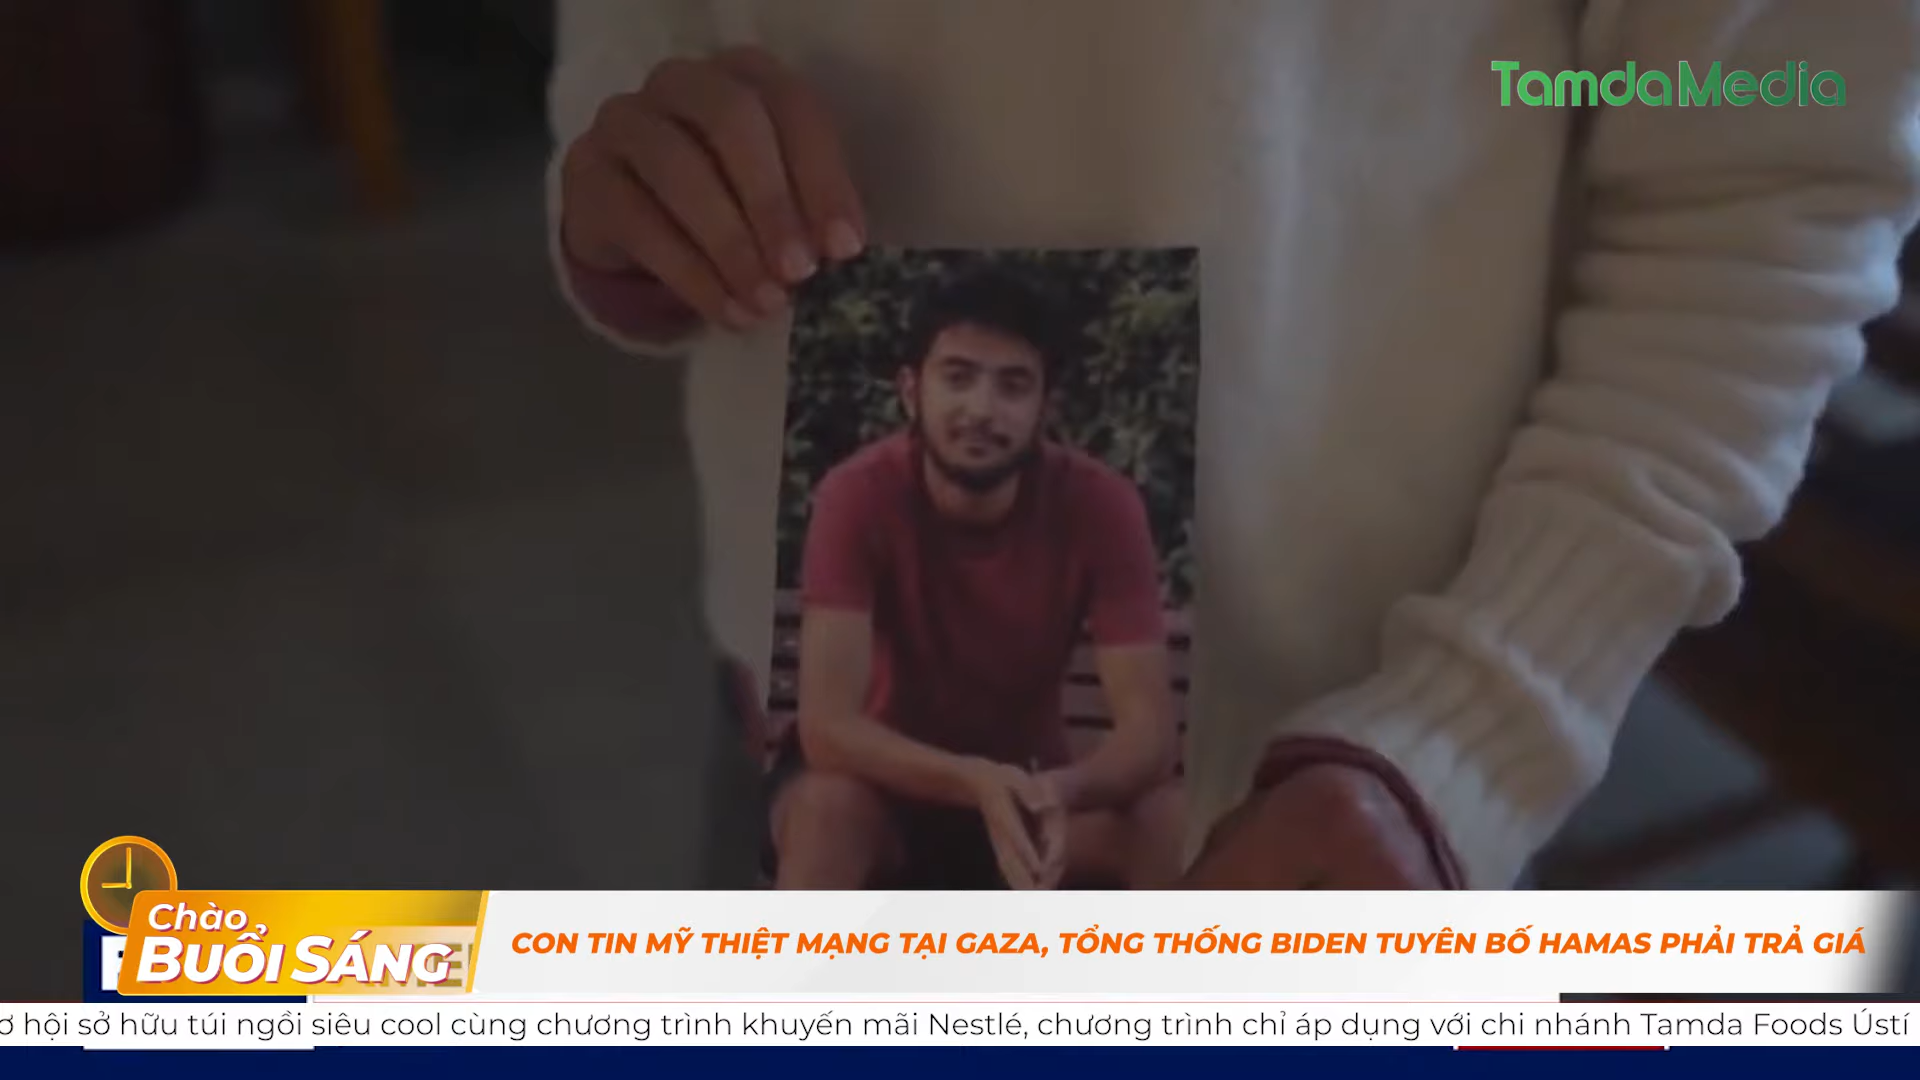 TamdaMedia
Chào
BUỔI SÁNG
CON TIN MỸ THIỆT MẠNG TẠI GAZA, TỔNG THỐNG BIDEN TUYÊN BỐ HAMAS PHẢI TRẢ GIÁ
hội sở hữu túi ngồi siêu cool cùng chương trình khuyến mãi Nestlé, chương trình chỉ áp dụng với chi nhánh Tamda Foods Ústí